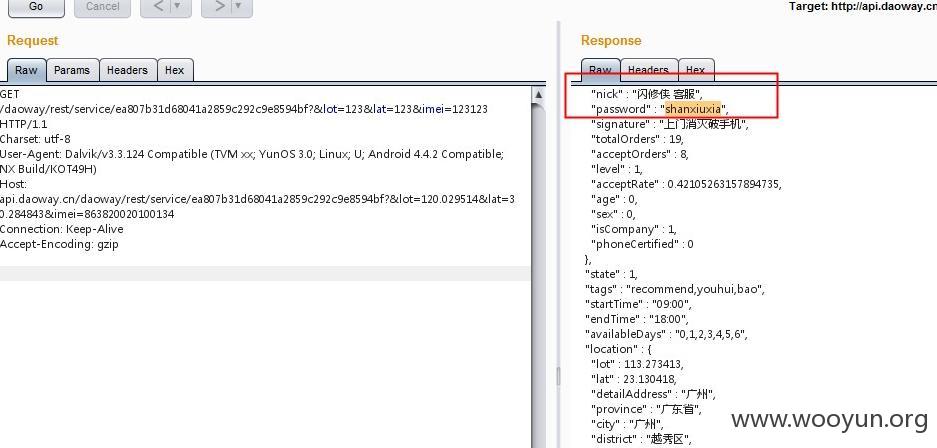 Go Cancel < > Target: http://api.daoway.cn
Request
Raw Params Headers Hex
GET
/daoway/rest/service/ea807b31d68041a2859c292c9e8594bf?&lot=123&lat=123&imei=123123
HTTP/1.1
Charset: utf-8
User-Agent: Dalvik/v3.3.124 Compatible (TVM xx; YunOS 3.0; Linux; U; Android 4.4.2 Compatible;
NX Build/KOT49H)
Host:
api.daoway.cn/daoway/rest/service/ea807b31d68041a2859c292c9e8594bf?&lot=120.029514&lat=3
0.284843&imei=863820020100134
Connection: Keep-Alive
Accept-Encoding: gzip
Response
Raw Headers Hex
"nick" : "闪修侠 客服",
"password" : "shanxiuxia",
"signature" : "上门消灭破手机",
"totalOrders" : 19,
"acceptOrders" : 8,
"level" : 1,
"acceptRate" : 0.42105263157894735,
"age" : 0,
"sex" : 0,
"isCompany" : 1,
"phoneCertified" : 0
},
"state" : 1,
"tags" : "recommend,youhui,bao",
"startTime" : "09:00",
"endTime" : "18:00",
"availableDays" : "0,1,2,3,4,5,6",
"location" : {
"lot" : 113.273413,
"lat" : 23.130418,
"detailAddress" : "广州",
"province" : "广东省",
"city" : "广州",
"district" : "越秀区",
www.wooyun.org